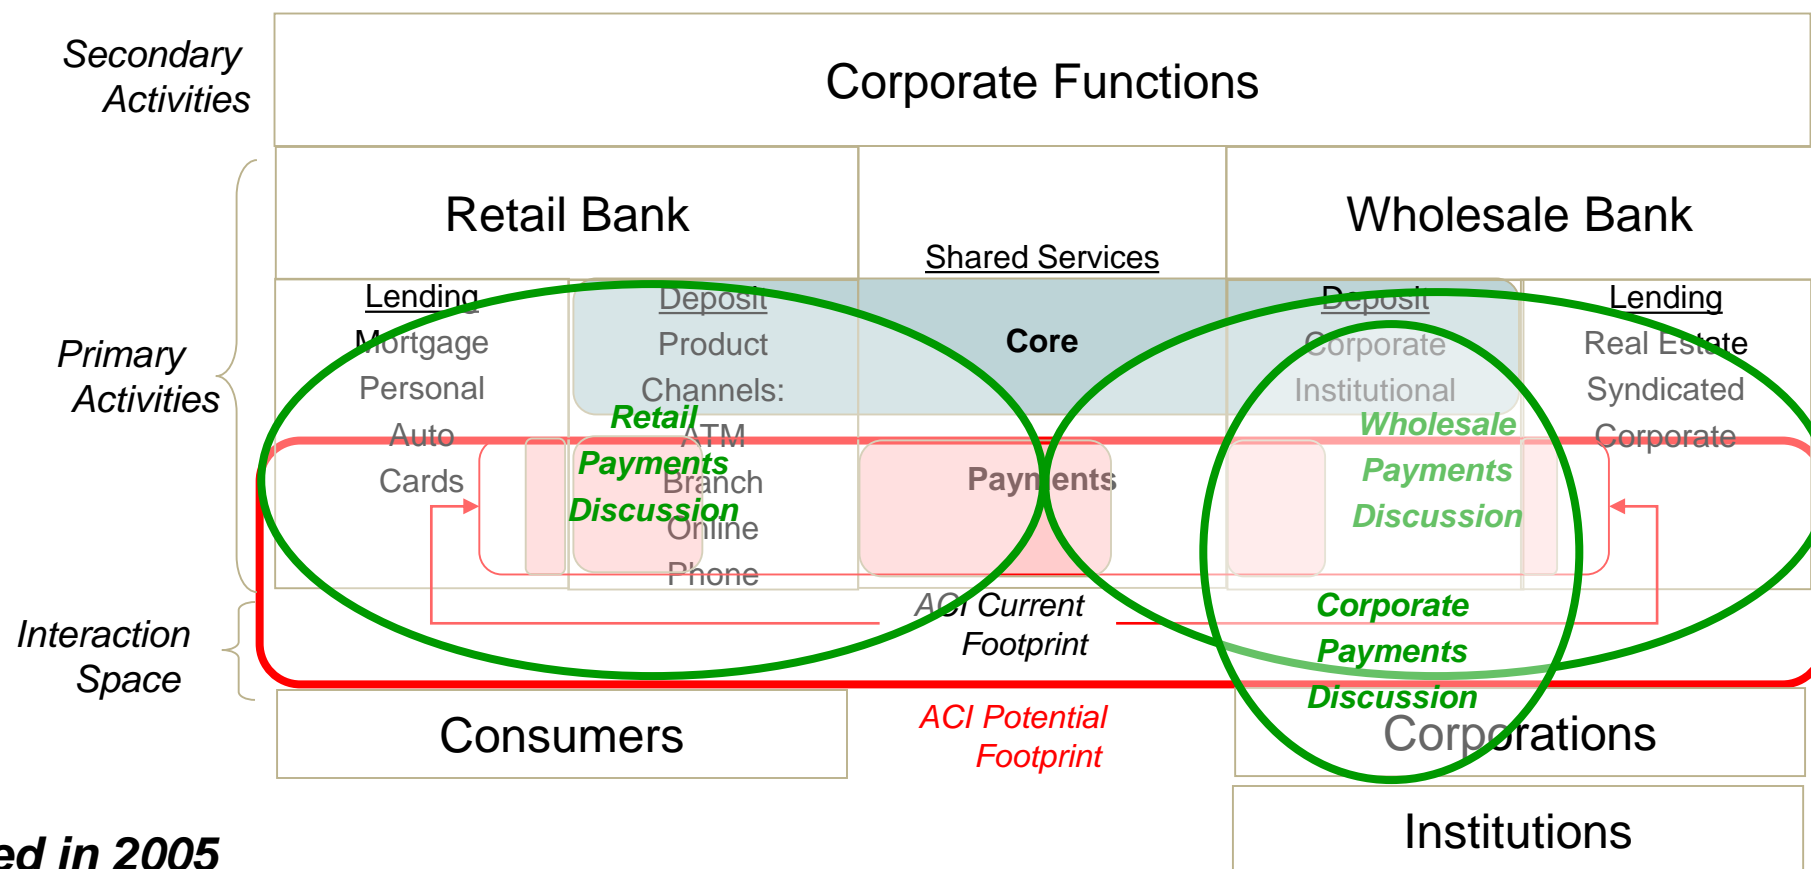 Secondary
Activities
Corporate Functions
Retail Bank
Wholesale Bank
Shared Services
Primary
Activities
Lending
Mortgage
Personal
Auto
Cards
Deposit
Product
Channels:
ATM
Branch
Online
Phone
Retail
Payments
Discussion
Core
Payments
Deposit
Corporate
Institutional
Wholesale
Payments
Discussion
Lending
Real Estate
Syndicated
Corporate
ACI Current
Footprint
Corporate
Payments
Discussion
Interaction
Space
Consumers
ACI Potential
Footprint
Corporations
Institutions
in 2005